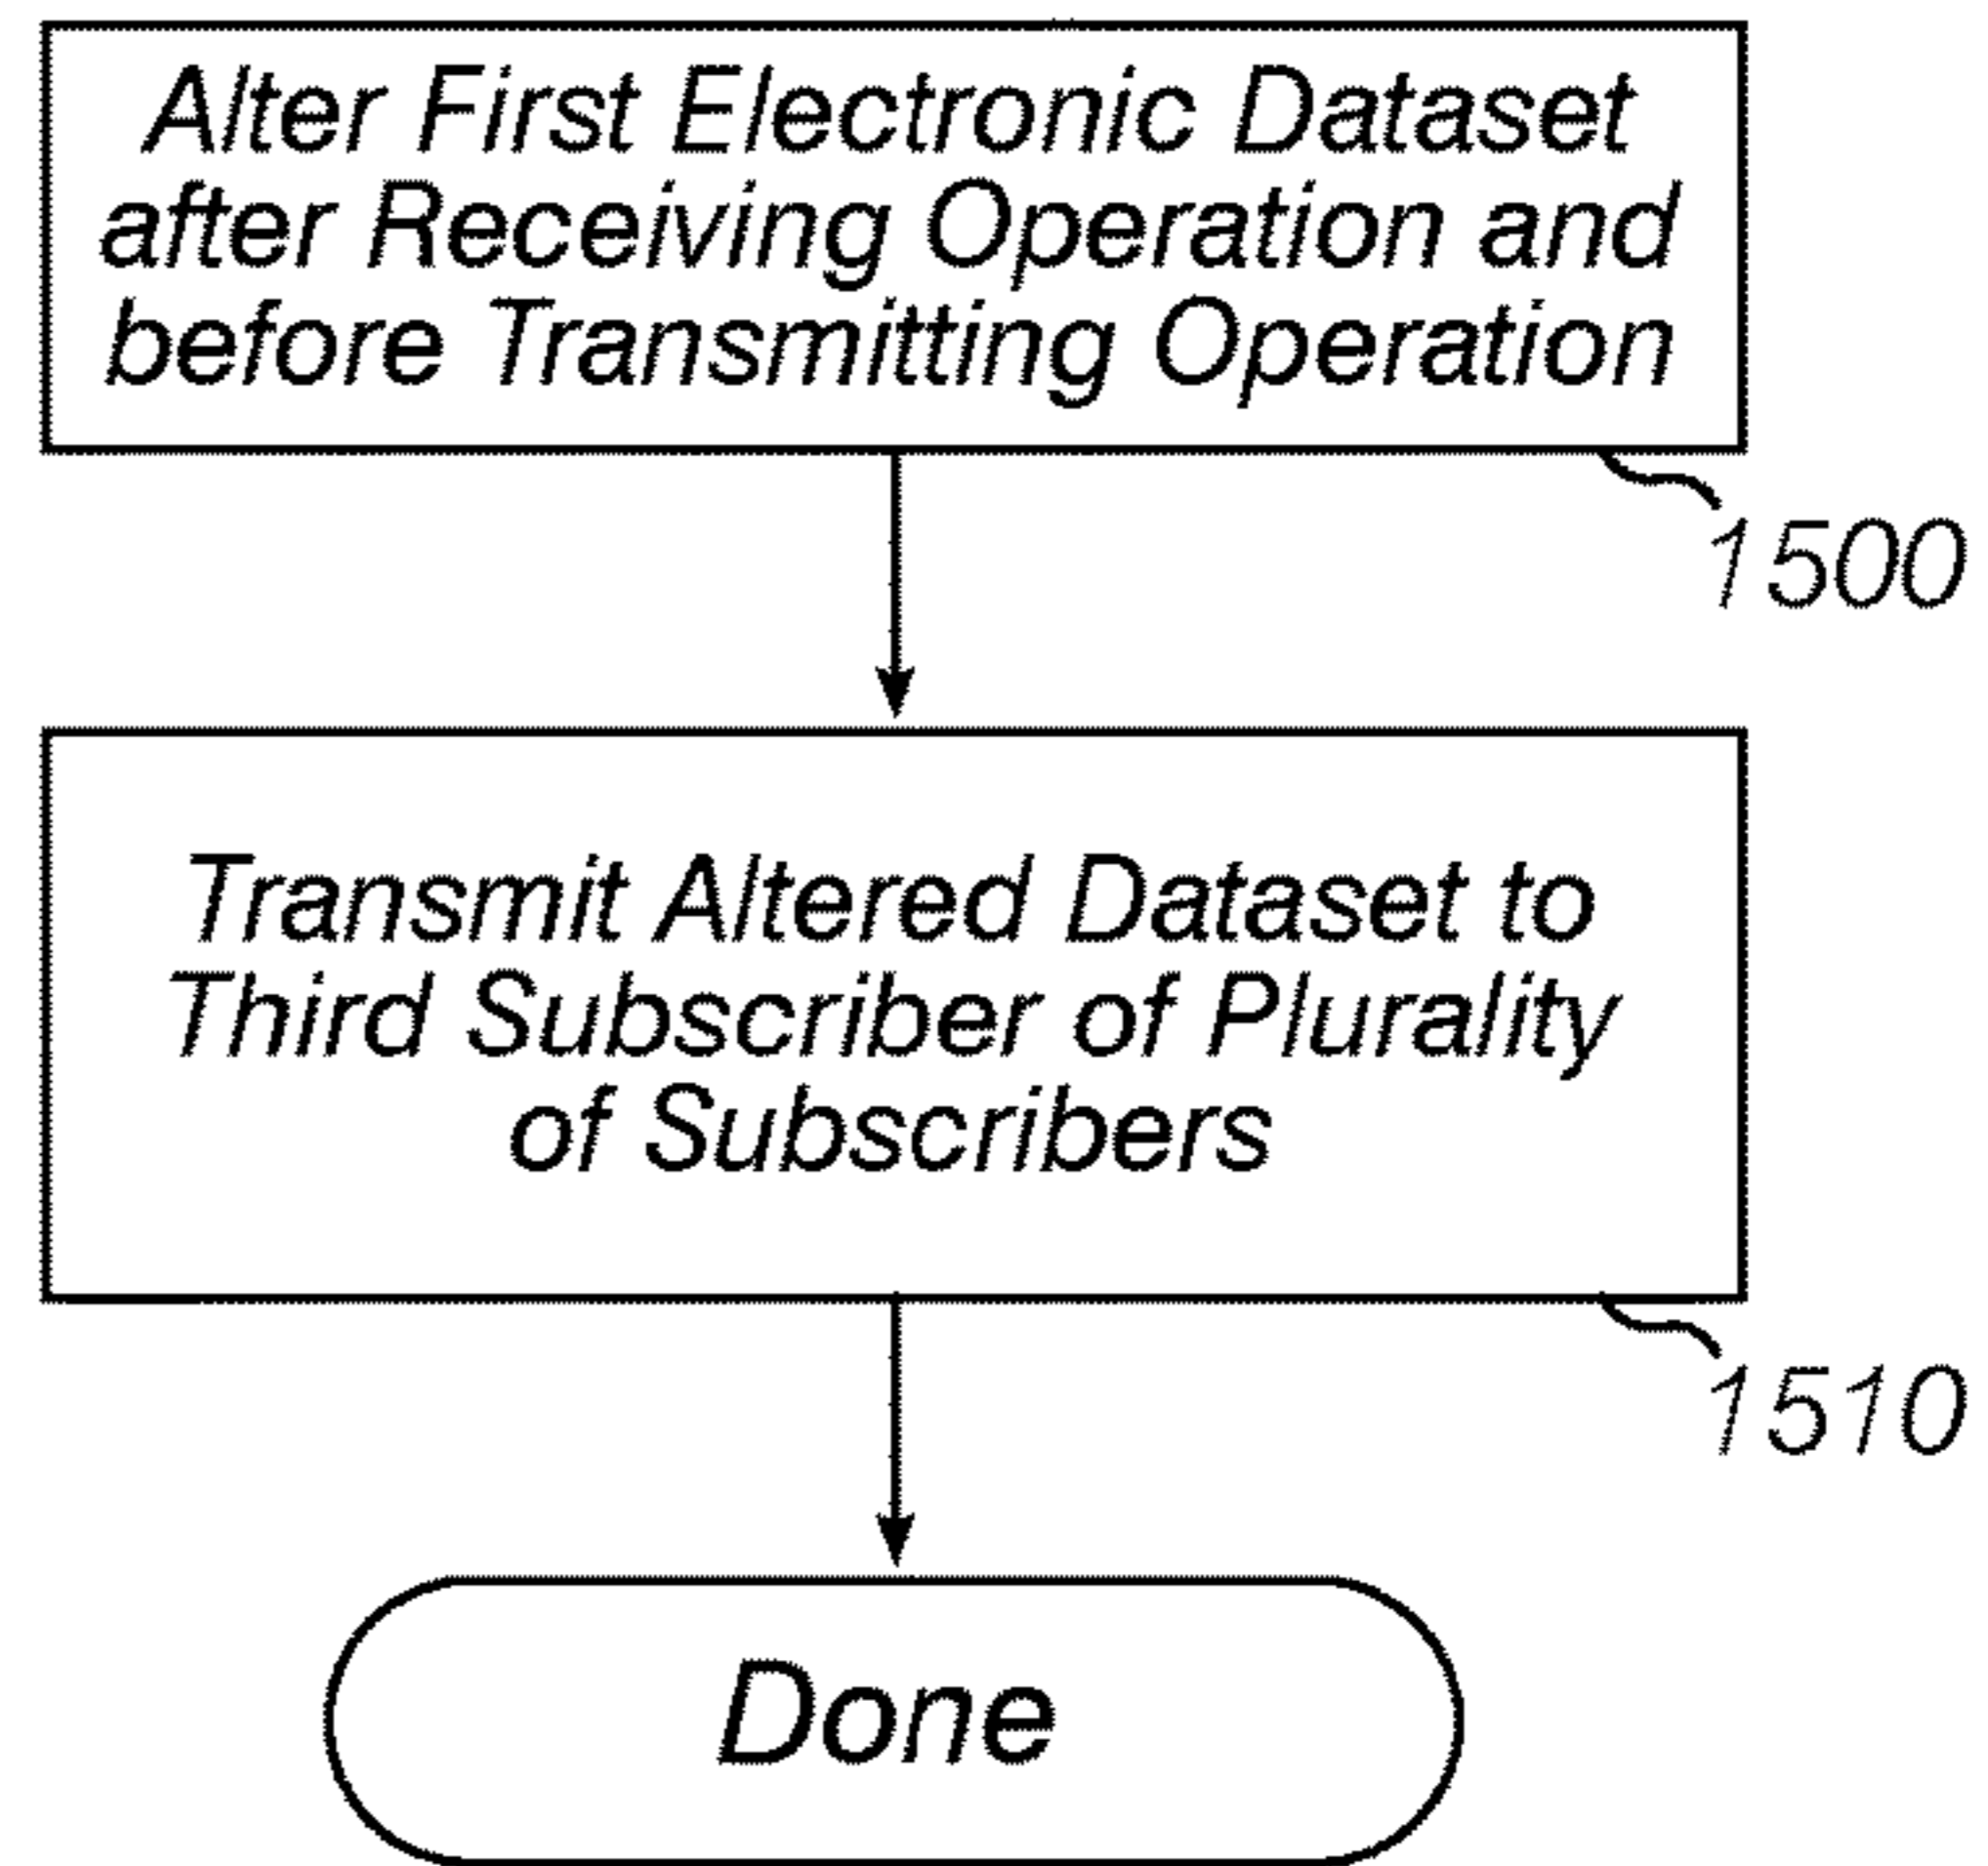 Alter First Electronic Dataset
after Receiving Operation and
before Transmitting Operation
1500
Transmit Altered Dataset to
Third Subscriber of Plurality
of Subscribers
1510
Done